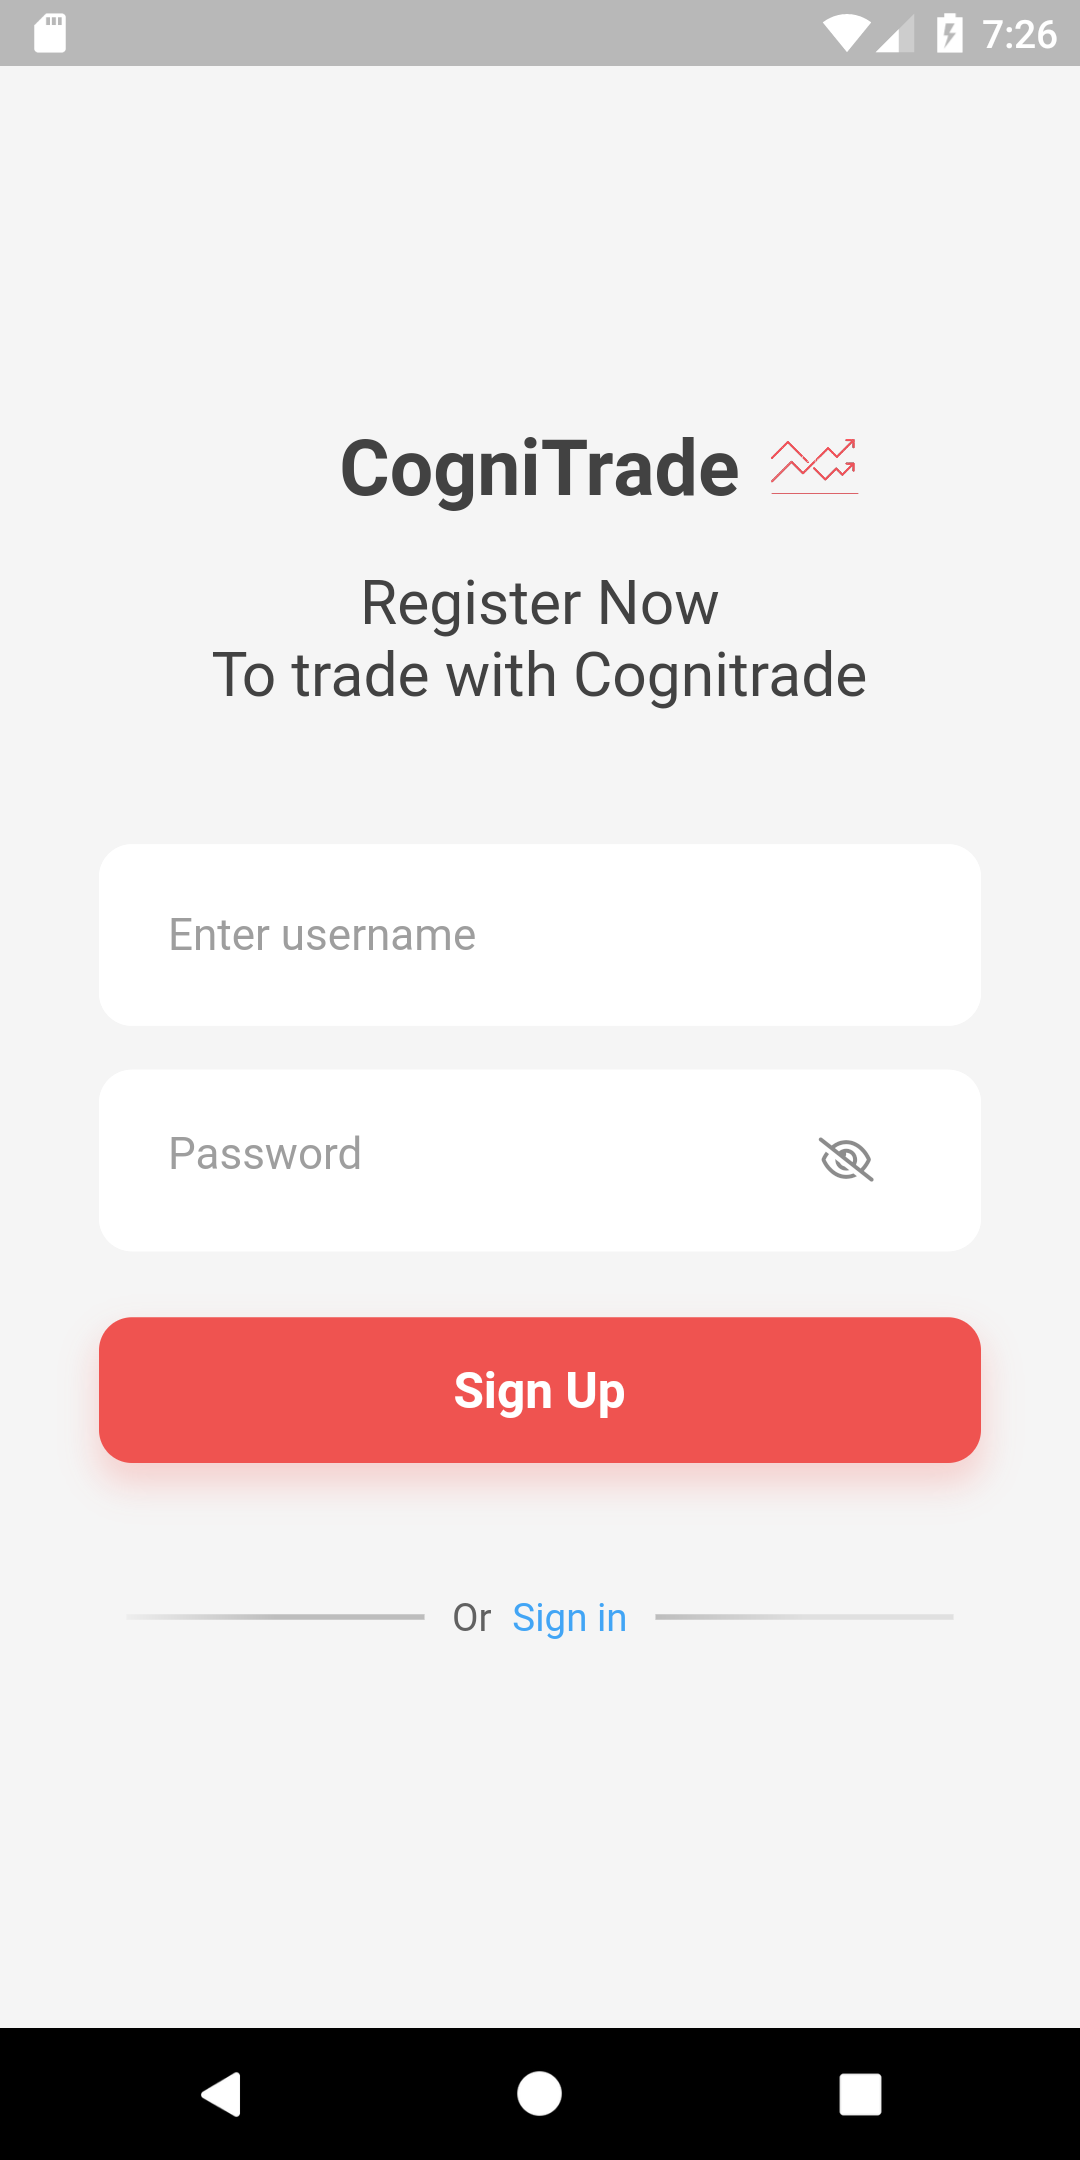 7:26
CogniTrade
Register Now
To trade with Cognitrade
Enter username
Password
Sign Up
Or Sign in